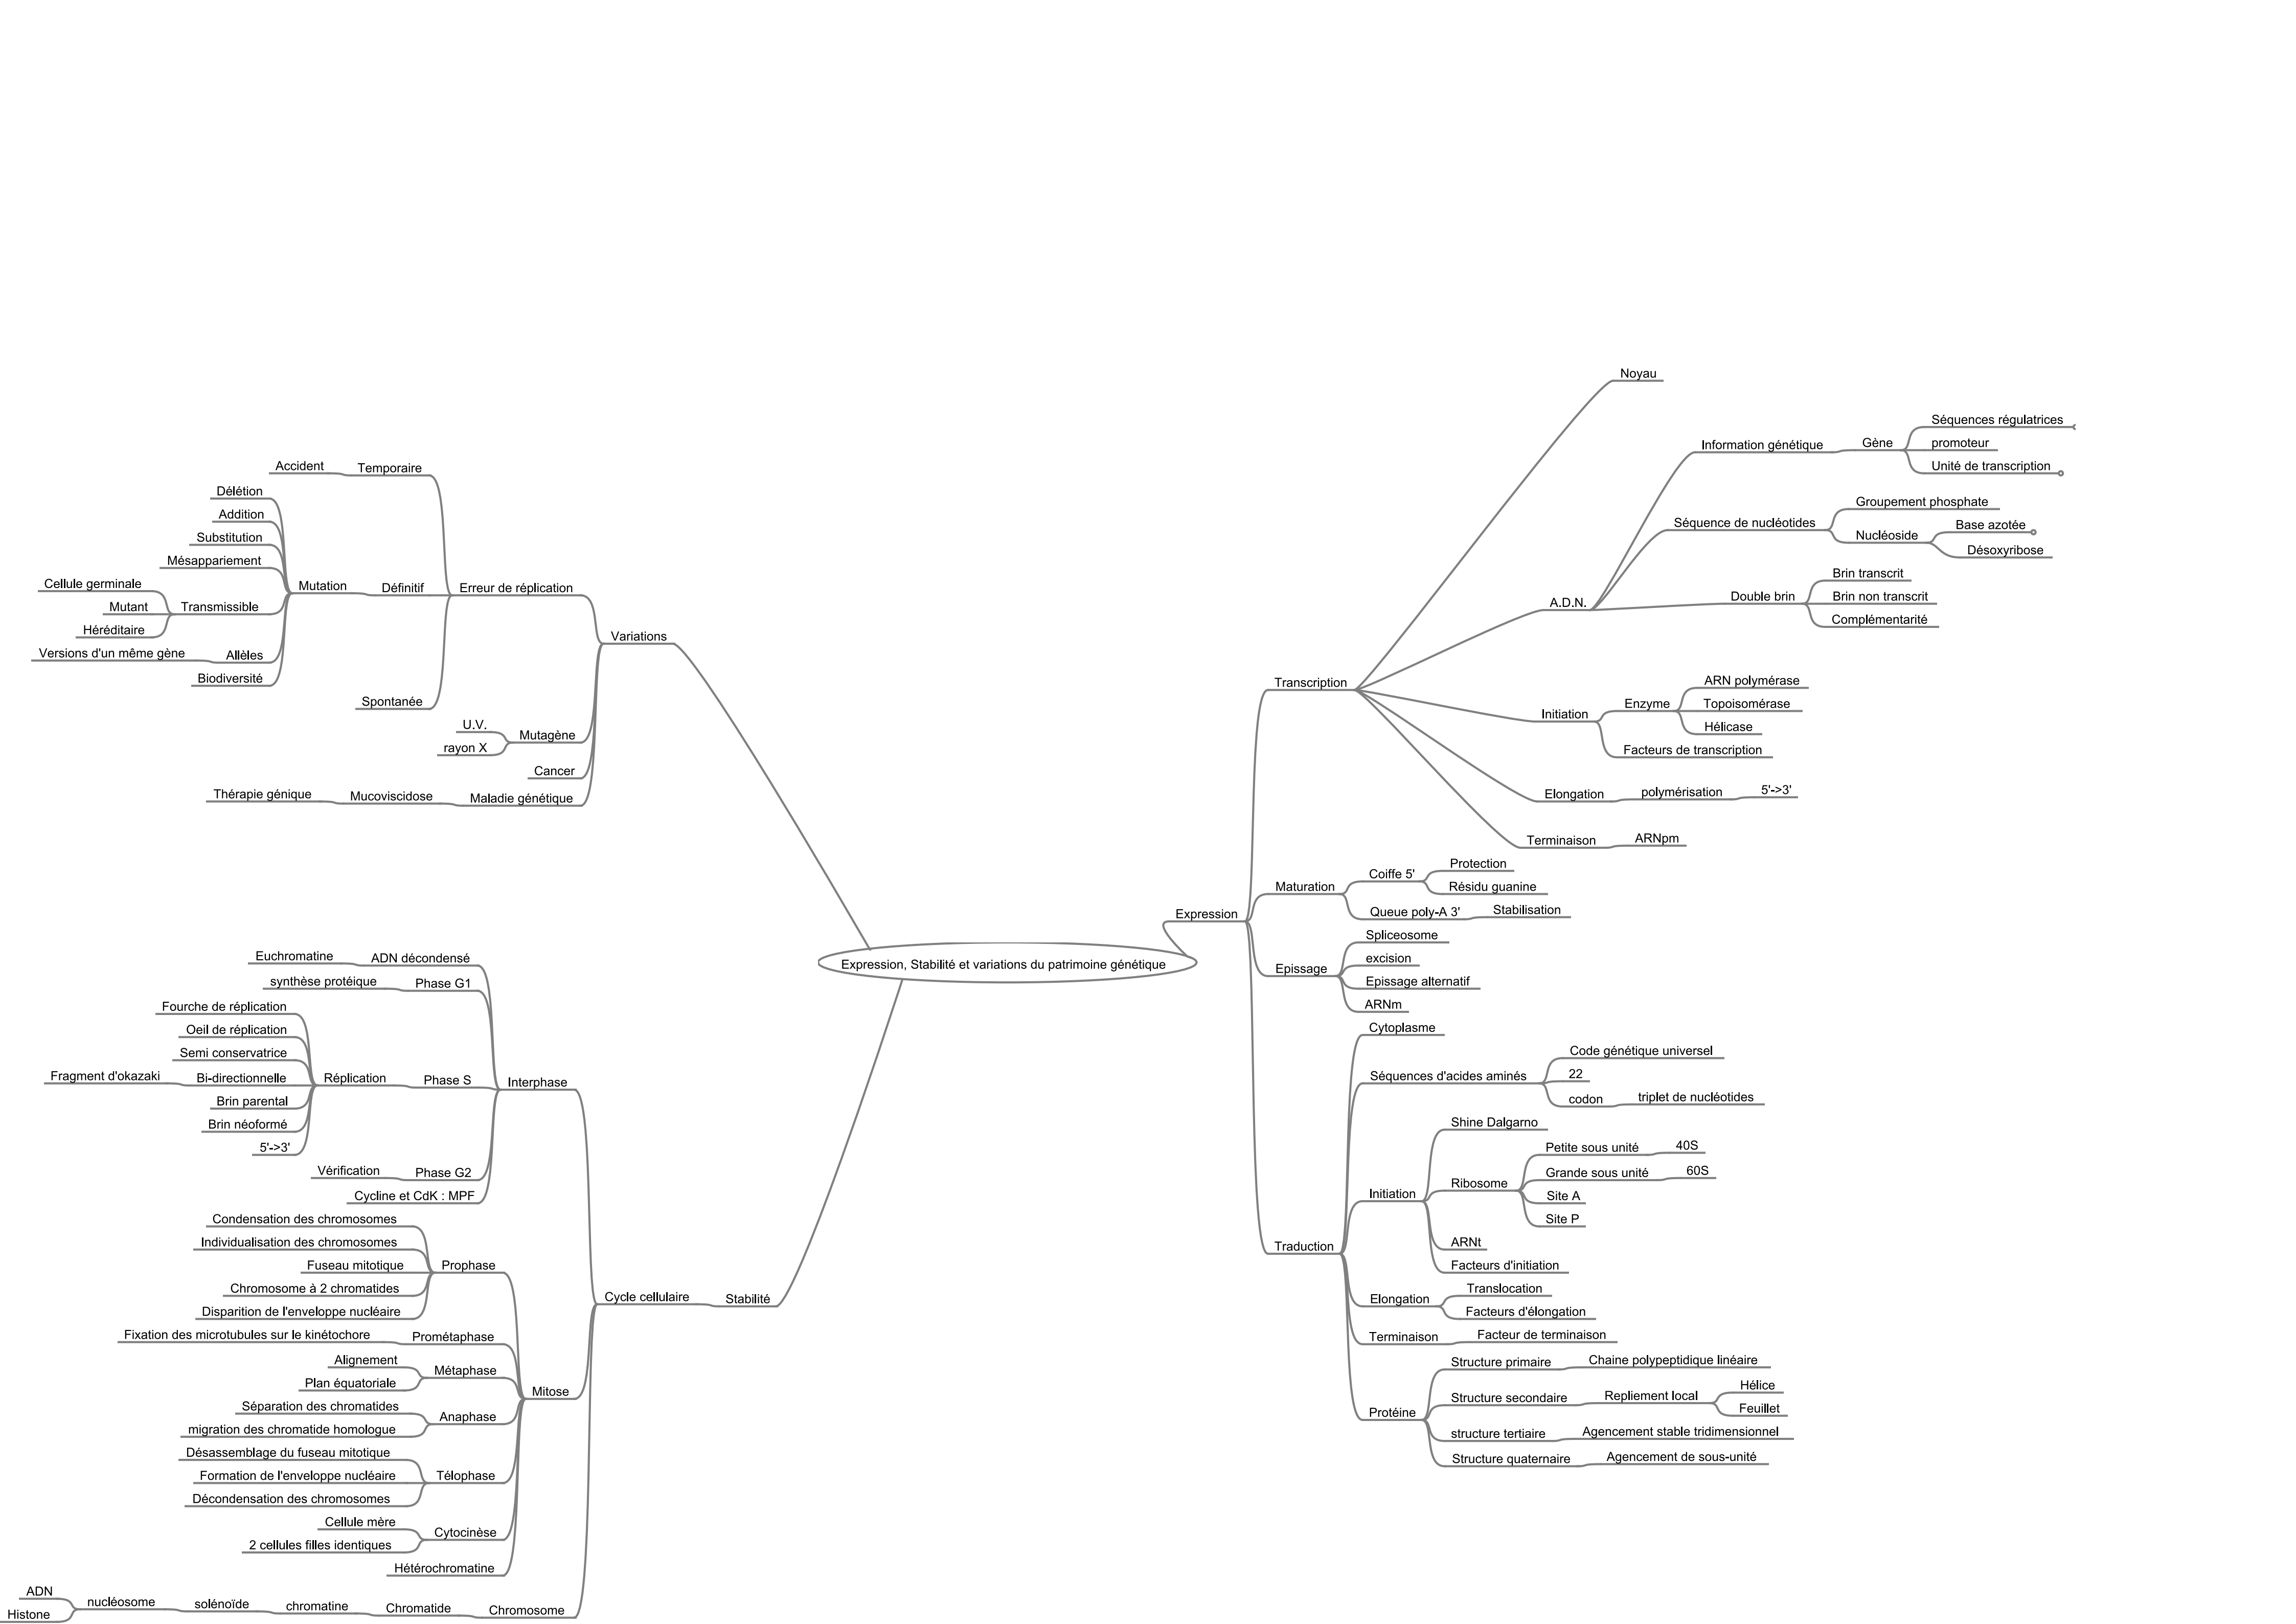 Expression, Stabilité et variations du patrimoine génétique
Expression
Transcription
Noyau
A.D.N.
Information génétique
Gène
Séquences régulatrices
promoteur
Unité de transcription
Séquence de nucléotides
Groupement phosphate
Nucléoside
Base azotée
Désoxyribose
Double brin
Brin transcrit
Brin non transcrit
Complémentarité
Initiation
Enzyme
ARN polymérase
Topoisomérase
Hélicase
Facteurs de transcription
Elongation
polymérisation
5'->3'
Terminaison
ARNpm
Maturation
Coiffe 5'
Protection
Résidu guanine
Queue poly-A 3'
Stabilisation
Epissage
Spliceosome
excision
Epissage alternatif
ARNm
Traduction
Cytoplasme
Séquences d'acides aminés
Code génétique universel
22
codon
triplet de nucléotides
Initiation
Shine Dalgarno
Ribosome
Petite sous unité
40S
Grande sous unité
60S
Site A
Site P
ARNt
Facteurs d'initiation
Elongation
Translocation
Facteurs d'élongation
Terminaison
Facteur de terminaison
Protéine
Structure primaire
Chaine polypeptidique linéaire
Structure secondaire
Repliement local
Hélice
Feuillet
structure tertiaire
Agencement stable tridimensionnel
Structure quaternaire
Agencement de sous-unité
Variations
Erreur de réplication
Temporaire
Accident
Définitif
Mutation
Délétion
Addition
Substitution
Mésappariement
Transmissible
Cellule germinale
Mutant
Héréditaire
Allèles
Versions d'un même gène
Biodiversité
Spontanée
Mutagène
U.V.
rayon X
Cancer
Maladie génétique
Mucoviscidose
Thérapie génique
Stabilité
Cycle cellulaire
Interphase
ADN décondensé
Euchromatine
Phase G1
synthèse protéique
Phase S
Réplication
Fourche de réplication
Oeil de réplication
Semi conservatrice
Bi-directionnelle
Fragment d'okazaki
Brin parental
Brin néoformé
5'->3'
Phase G2
Vérification
Cycline et CdK : MPF
Mitose
Prophase
Condensation des chromosomes
Individualisation des chromosomes
Fuseau mitotique
Chromosome à 2 chromatides
Disparition de l'enveloppe nucléaire
Prométaphase
Fixation des microtubules sur le kinétochore
Métaphase
Alignement
Plan équatoriale
Anaphase
Séparation des chromatides
migration des chromatide homologue
Télophase
Désassemblage du fuseau mitotique
Formation de l'enveloppe nucléaire
Décondensation des chromosomes
Cytocinèse
Cellule mère
2 cellules filles identiques
Hétérochromatine
Chromosome
Chromatide
chromatine
solénoïde
nucléosome
ADN
Histone